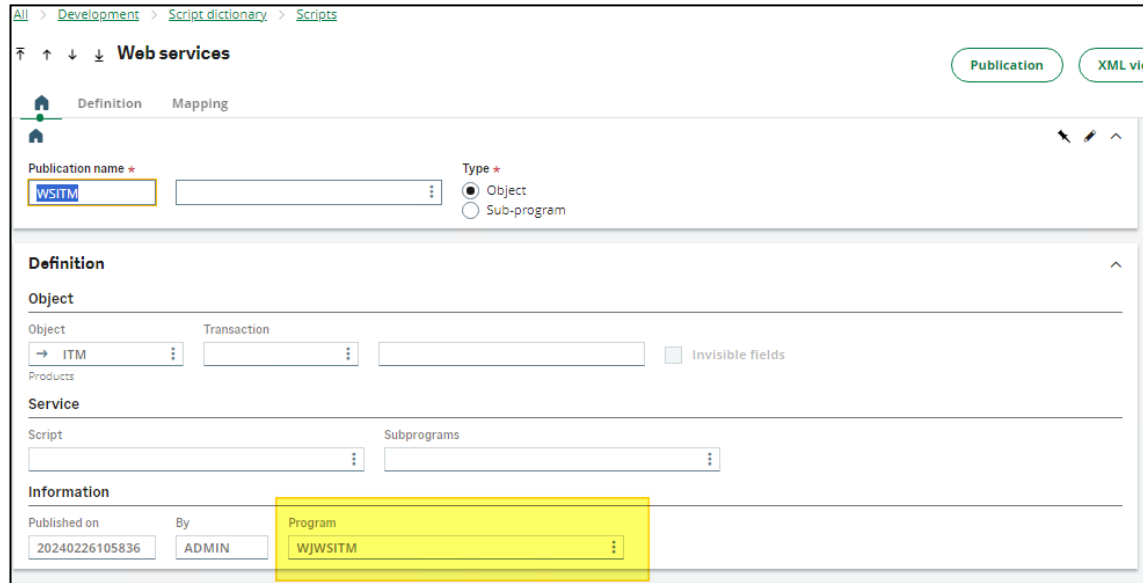 All > Development > Script dictionary > Scripts
Web services
Publication
XML vie
Definition Mapping
Publication name * Type *
WSITM Object
Sub-program
Definition
Object
Object Transaction
→ ITM Invisible fields
Products
Service
Script Subprograms
Information
Published on By Program
20240226105836 ADMIN WJWSITM